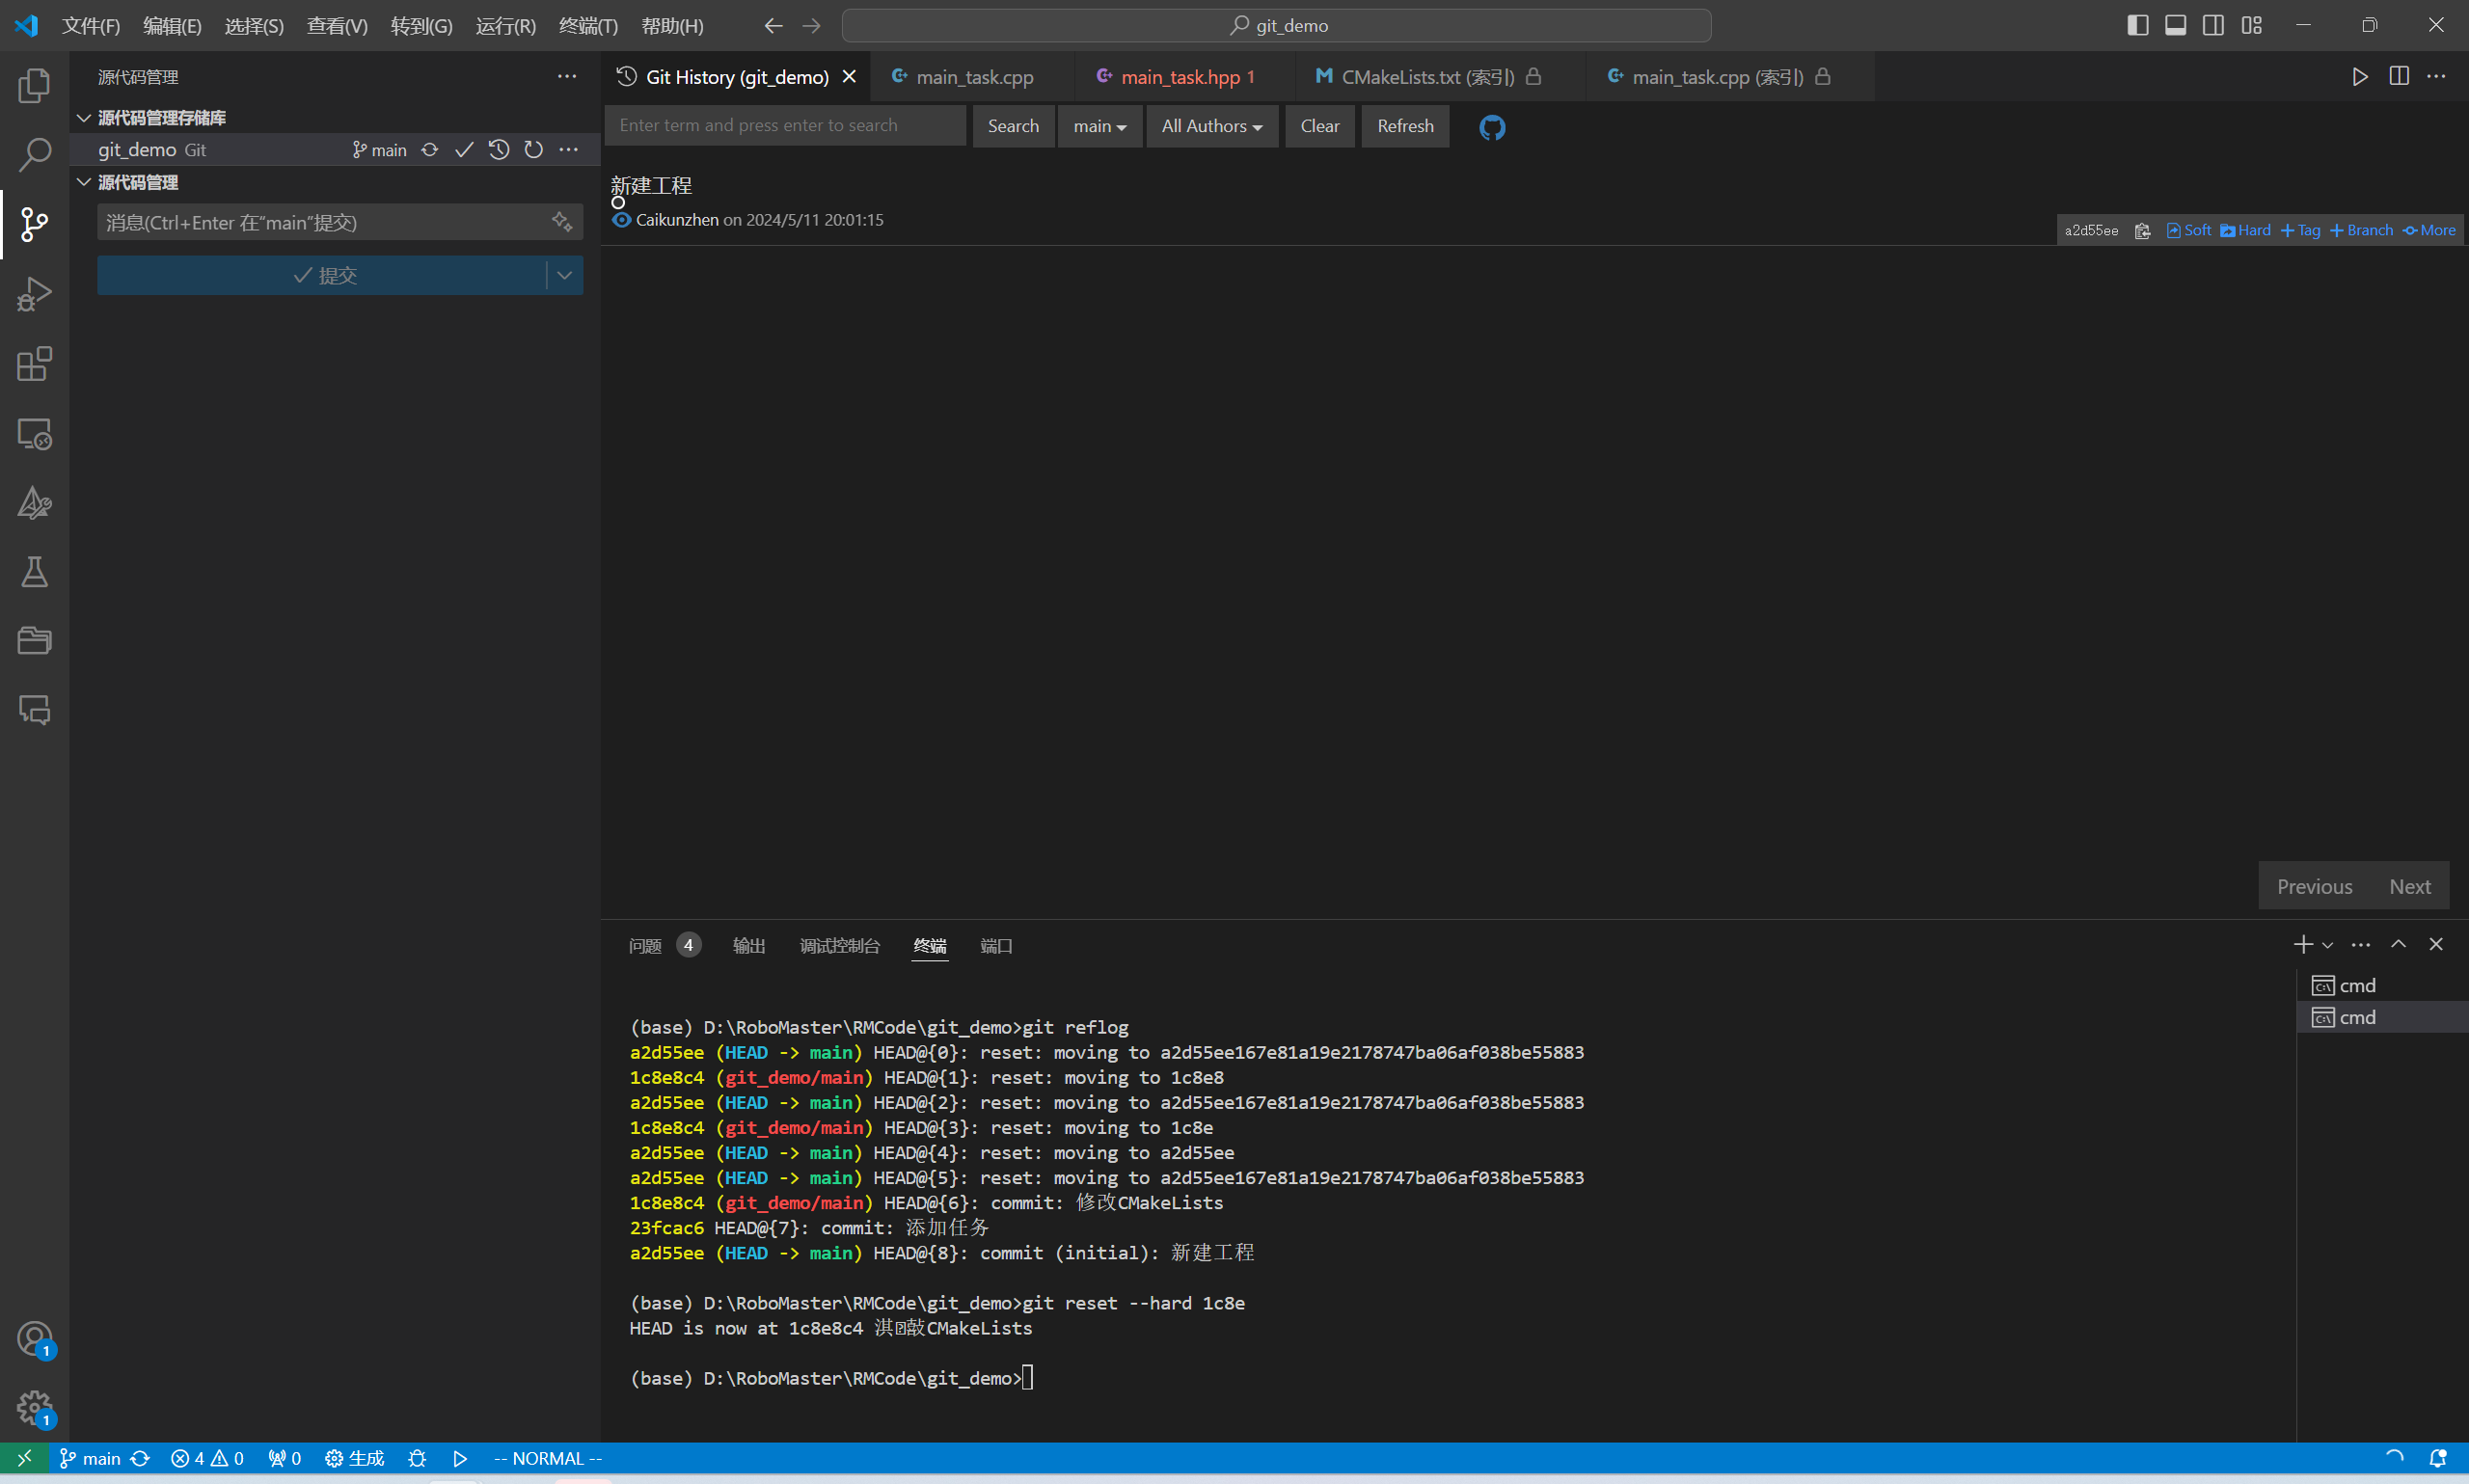 文件(F) 编辑(E) 选择(S) 查看(V) 转到(G) 运行(R) 终端(T) 帮助(H)
git_demo
源代码管理
Git History (git_demo)
main_task.cpp
main_task.hpp 1
CMakeLists.txt (索引)
main_task.cpp (索引)
源代码管理存储库
git_demo Git
main
源代码管理
消息(Ctrl+Enter 在“main”提交)
提交
Enter term and press enter to search
Search
main
All Authors
Clear
Refresh
新建工程
Caikunzhen on 2024/5/11 20:01:15
a2d55ee Soft Hard Tag Branch More
Previous Next
问题 4 输出 调试控制台 终端 端口
cmd
cmd
(base) D:\RoboMaster\RMCode\git_demo>git reflog
a2d55ee (HEAD -> main) HEAD@{0}: reset: moving to a2d55ee167e81a19e2178747ba06af038be55883
1c8e8c4 (git_demo/main) HEAD@{1}: reset: moving to 1c8e8
a2d55ee (HEAD -> main) HEAD@{2}: reset: moving to a2d55ee167e81a19e2178747ba06af038be55883
1c8e8c4 (git_demo/main) HEAD@{3}: reset: moving to 1c8e
a2d55ee (HEAD -> main) HEAD@{4}: reset: moving to a2d55ee
a2d55ee (HEAD -> main) HEAD@{5}: reset: moving to a2d55ee167e81a19e2178747ba06af038be55883
1c8e8c4 (git_demo/main) HEAD@{6}: commit: 修改CMakeLists
23fcac6 HEAD@{7}: commit: 添加任务
a2d55ee (HEAD -> main) HEAD@{8}: commit (initial): 新建工程
(base) D:\RoboMaster\RMCode\git_demo>git reset --hard 1c8e
HEAD is now at 1c8e8c4 CMakeLists
(base) D:\RoboMaster\RMCode\git_demo>
1
1
main 4 0 0 生成 -- NORMAL --